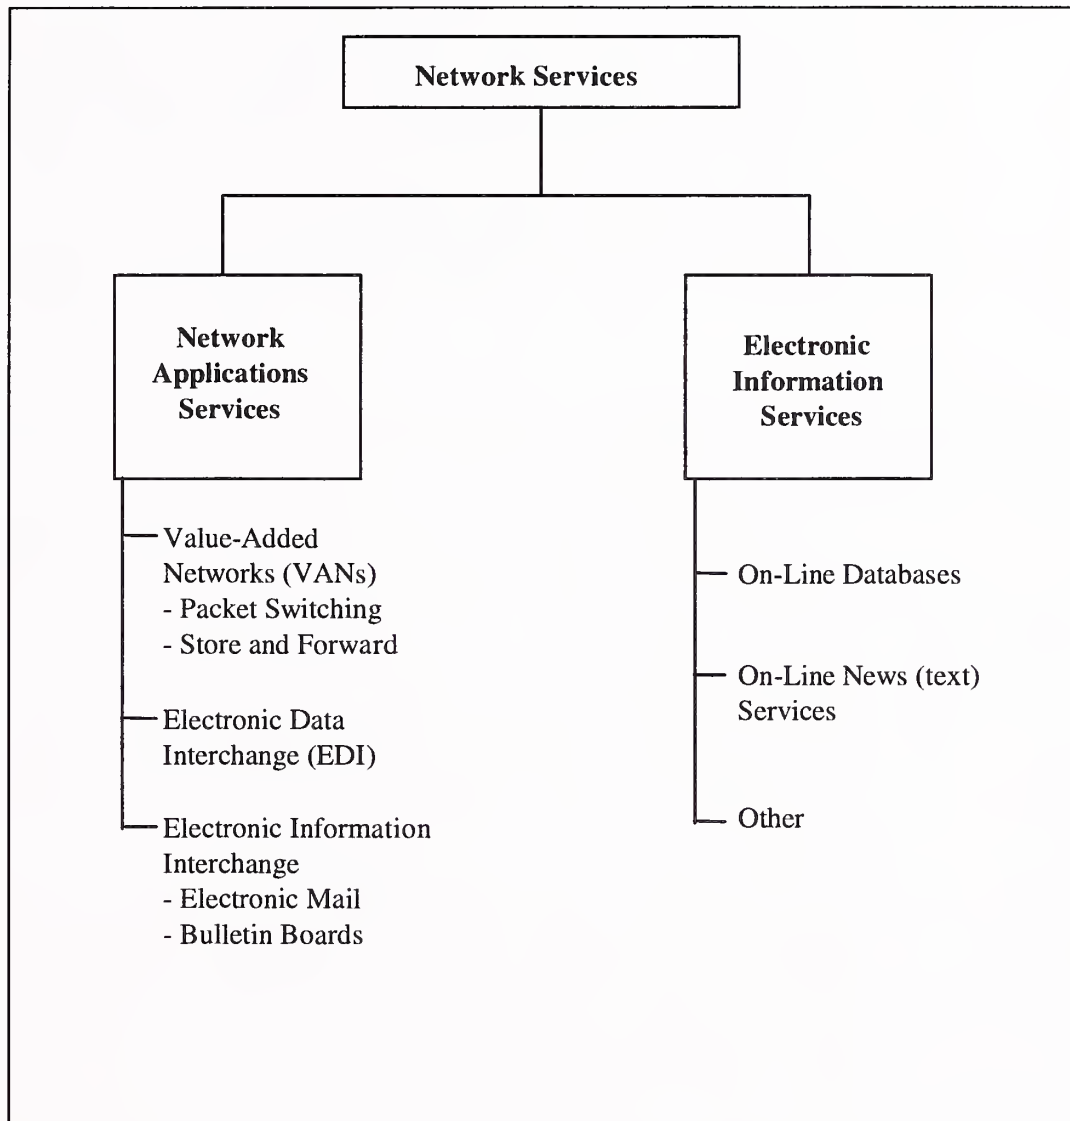 Network Services
Network
Applications
Services
Value-Added
Networks (VANs)
- Packet Switching
- Store and Forward
Electronic Data
Interchange (EDI)
Electronic Information
Interchange
- Electronic Mail
- Bulletin Boards
Electronic
Information
Services
On-Line Databases
On-Line News (text)
Services
Other